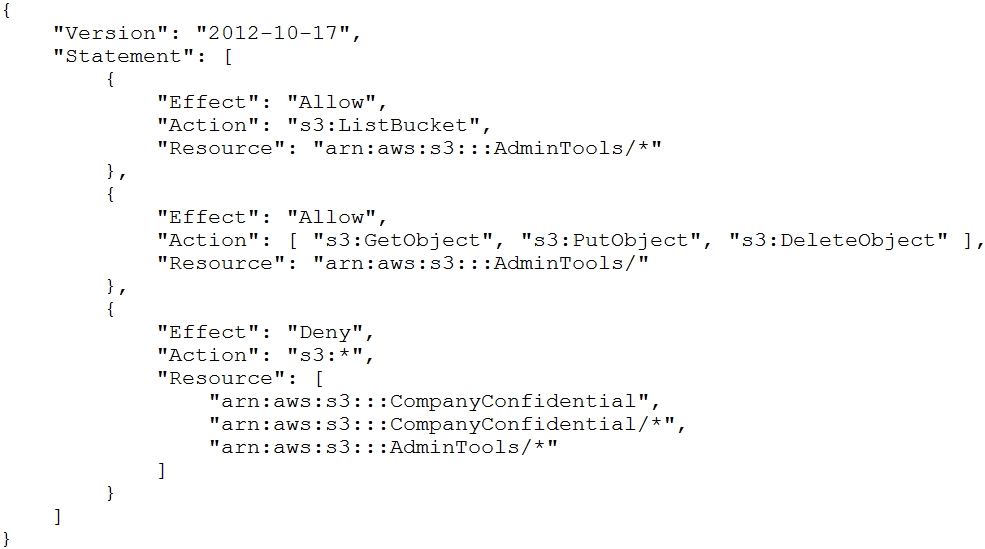 {
    "Version": "2012-10-17",
    "Statement": [
        {
            "Effect": "Allow",
            "Action": "s3:ListBucket",
            "Resource": "arn:aws:s3:::AdminTools/*"
        },
        {
            "Effect": "Allow",
            "Action": [ "s3:GetObject", "s3:PutObject", "s3:DeleteObject" ],
            "Resource": "arn:aws:s3:::AdminTools/"
        },
        {
            "Effect": "Deny",
            "Action": "s3:*",
            "Resource": [
                "arn:aws:s3:::CompanyConfidential",
                "arn:aws:s3:::CompanyConfidential/*",
                "arn:aws:s3:::AdminTools/*"
            ]
        }
    ]
}